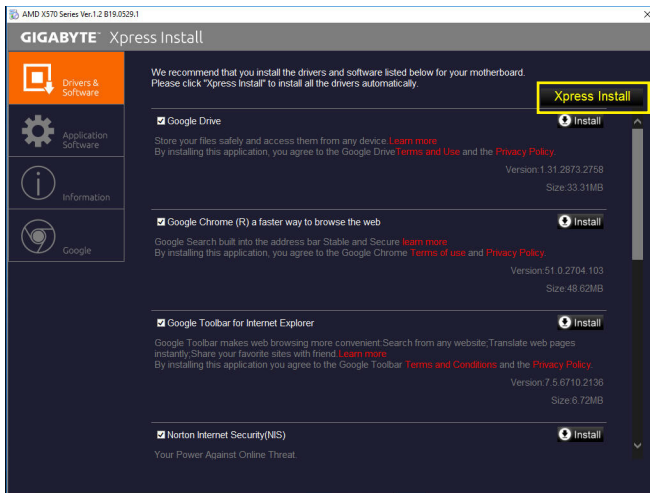 AMD X570 Series Ver.1.2 B19.0529.1
GIGABYTE™ Xpress Install
Drivers &
Software
Application
Software
Information
Google
We recommend that you install the drivers and software listed below for your motherboard.
Please click "Xpress Install" to install all the drivers automatically.
Xpress Install
Google Drive
Install
Store your files safely and access them from any device.Learn more
By installing this application, you agree to the Google DriveTerms and Use and the Privacy Policy.
Version:1.31.2873.2758
Size:33.31MB
Google Chrome (R) a faster way to browse the web
Install
Google Search built into the address bar Stable and Secure learn more
By installing this application, you agree to the Google Chrome Terms of use and Privacy Policy.
Version:51.0.2704.103
Size:48.62MB
Google Toolbar for Internet Explorer
Install
Google Toolbar makes web browsing more convenient:Search from any website;Translate web pages
instantly;Share your favorite sites with friend.Learn more
By installing this application you agree to the Google Toolbar Terms and Conditions and the Privacy Policy.
Version:7.5.6710.2136
Size:6.72MB
Norton Internet Security(NIS)
Install
Your Power Against Online Threat.